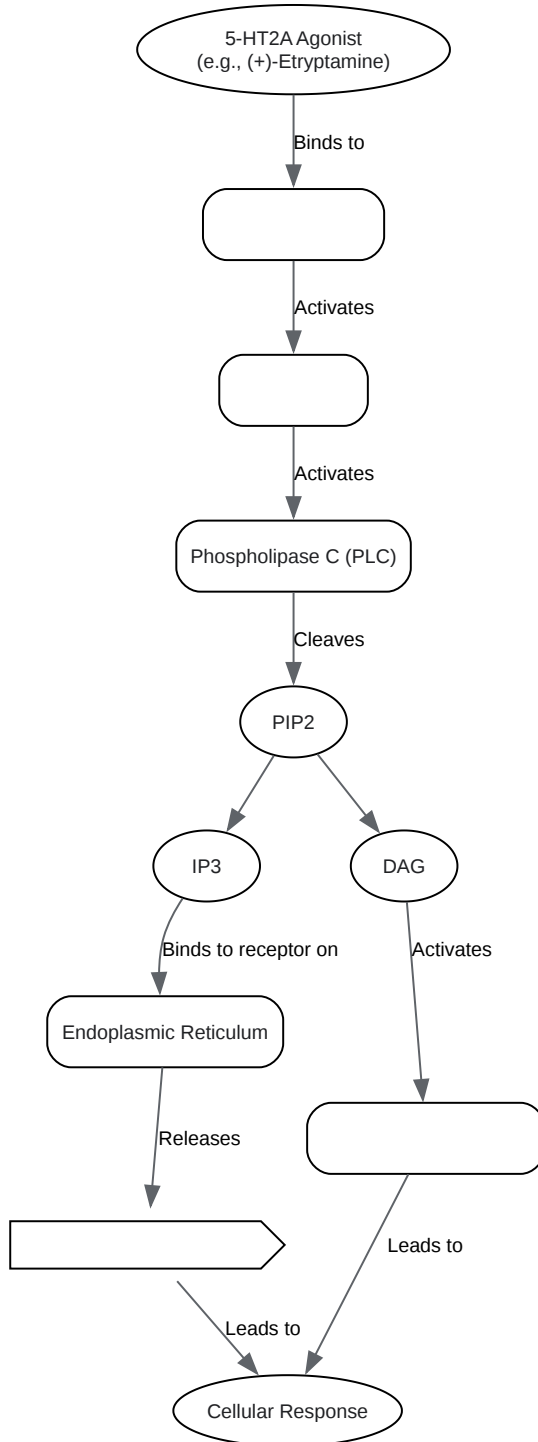 5-HT2A Agonist
(e.g., (+)-Etryptamine)
Binds to
Activates
Activates
Phospholipase C (PLC)
Cleaves
PIP2
IP3
DAG
Binds to receptor on
Activates
Endoplasmic Reticulum
Releases
Leads to
Leads to
Cellular Response